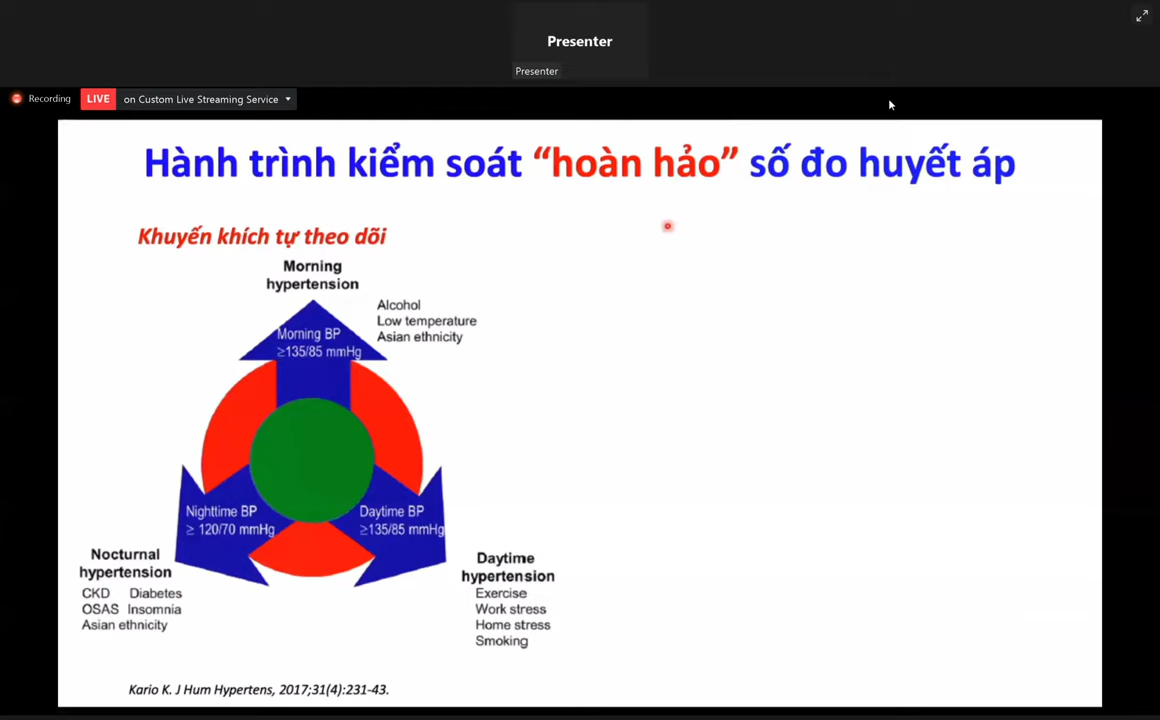 Presenter
Presenter
Recording
LIVE on Custom Live Streaming Service
Hành trình kiểm soát “hoàn hảo” số đo huyết áp
Khuyến khích tự theo dõi
Morning
hypertension
Alcohol
Low temperature
Asian ethnicity
Morning BP
≥135/85 mmHg
Nighttime BP
≥ 120/70 mmHg
Daytime BP
≥135/85 mmHg
Nocturnal
hypertension
CKD Diabetes
OSAS Insomnia
Asian ethnicity
Daytime
hypertension
Exercise
Work stress
Home stress
Smoking
Kario K. J Hum Hypertens, 2017;31(4):231-43.